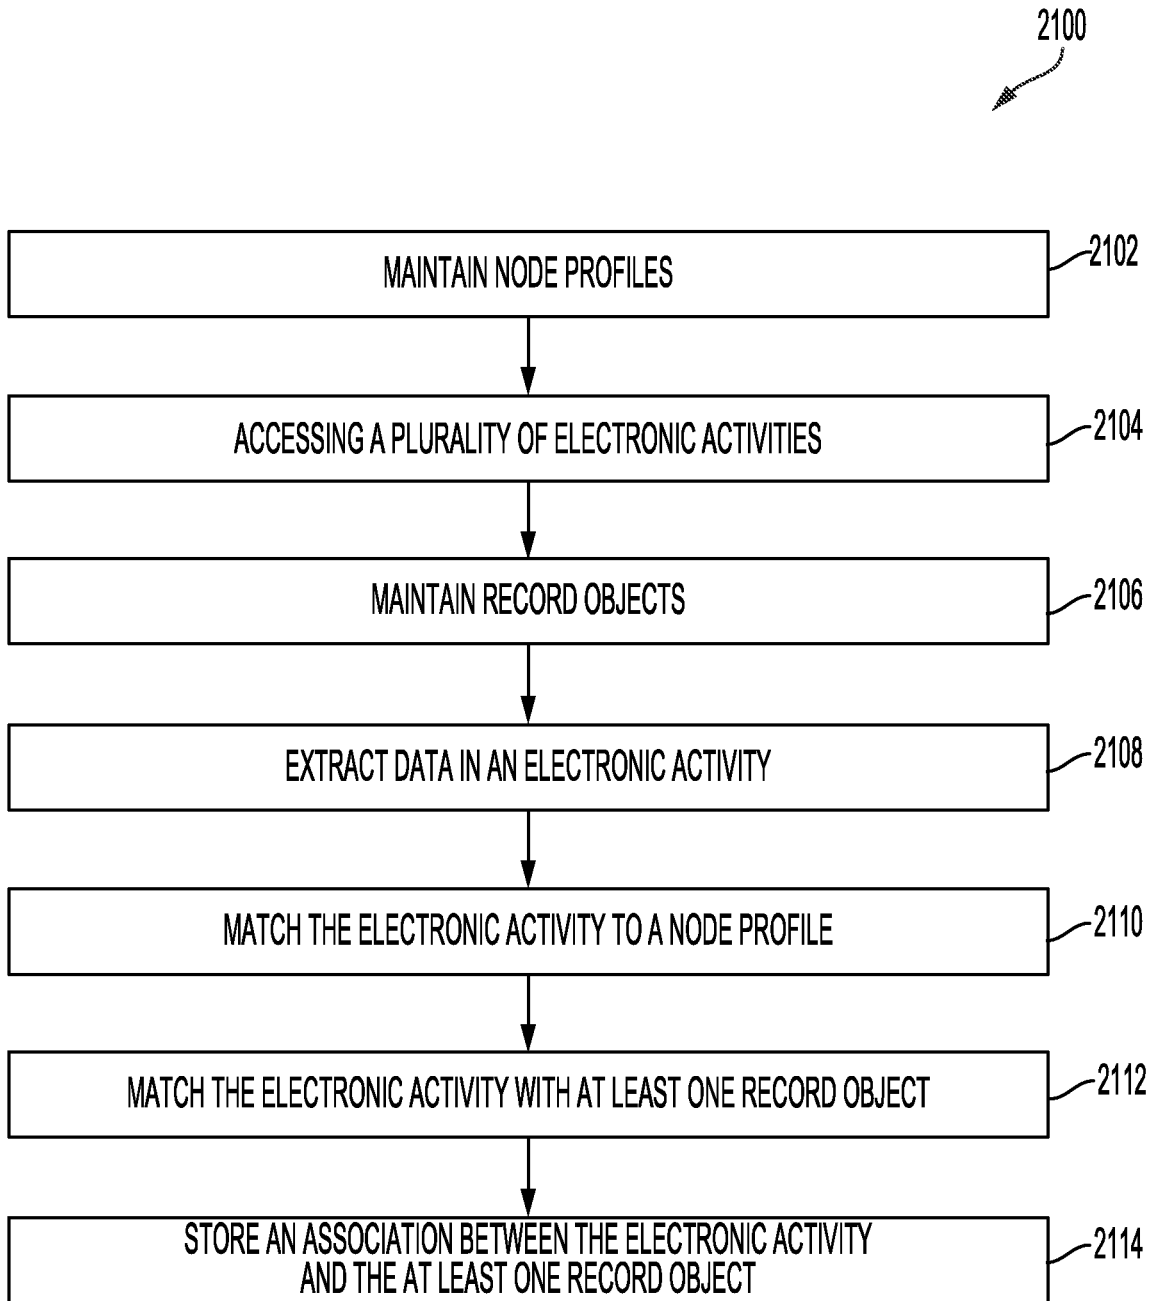 2100
MAINTAIN NODE PROFILES
2102
ACCESSING A PLURALITY OF ELECTRONIC ACTIVITIES
2104
MAINTAIN RECORD OBJECTS
2106
EXTRACT DATA IN AN ELECTRONIC ACTIVITY
2108
MATCH THE ELECTRONIC ACTIVITY TO A NODE PROFILE
2110
MATCH THE ELECTRONIC ACTIVITY WITH AT LEAST ONE RECORD OBJECT
2112
STORE AN ASSOCIATION BETWEEN THE ELECTRONIC ACTIVITY
AND THE AT LEAST ONE RECORD OBJECT
2114